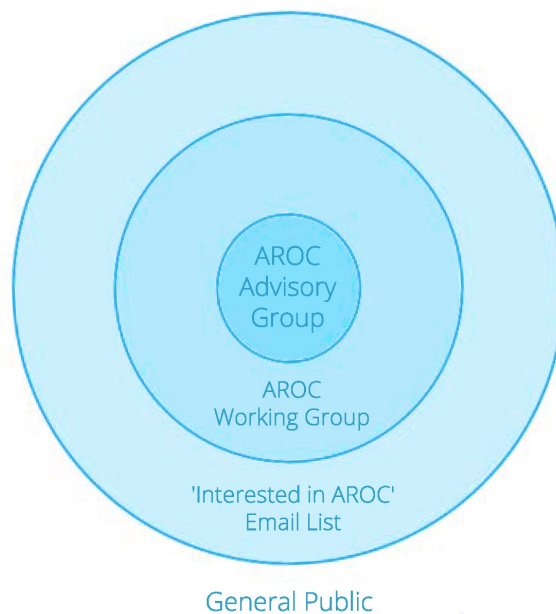 AROC
Advisory
Group
AROC
Working Group
'Interested in AROC'
Email List
General Public